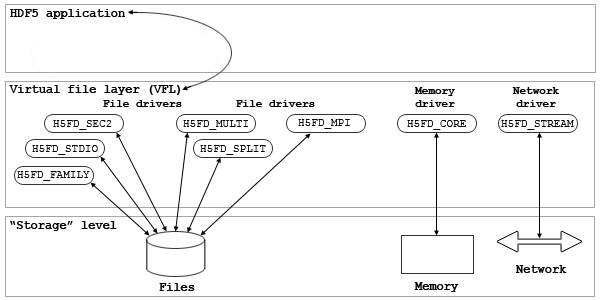 HDF5 application
Virtual file layer (VFL)
File drivers
File drivers
Memory
driver
Network
driver
H5FD_SEC2
H5FD_MULTI
H5FD_MPI
H5FD_CORE
H5FD_STREAM
H5FD_STDIO
H5FD_SPLIT
H5FD_FAMILY
“Storage” level
Files
Memory
Network